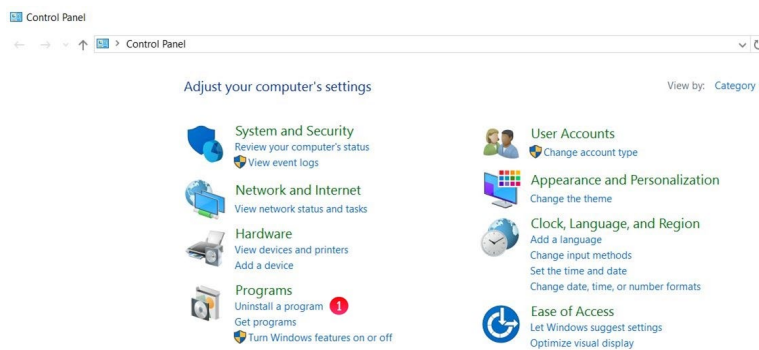 Control Panel
Control Panel
Adjust your computer's settings
View by: Category
System and Security
Review your computer's status
View event logs
Network and Internet
View network status and tasks
Hardware
View devices and printers
Add a device
Programs
Uninstall a program 1
Get programs
Turn Windows features on or off
User Accounts
Change account type
Appearance and Personalization
Change the theme
Clock, Language, and Region
Add a language
Change input methods
Set the time and date
Change date, time, or number formats
Ease of Access
Let Windows suggest settings
Optimize visual display